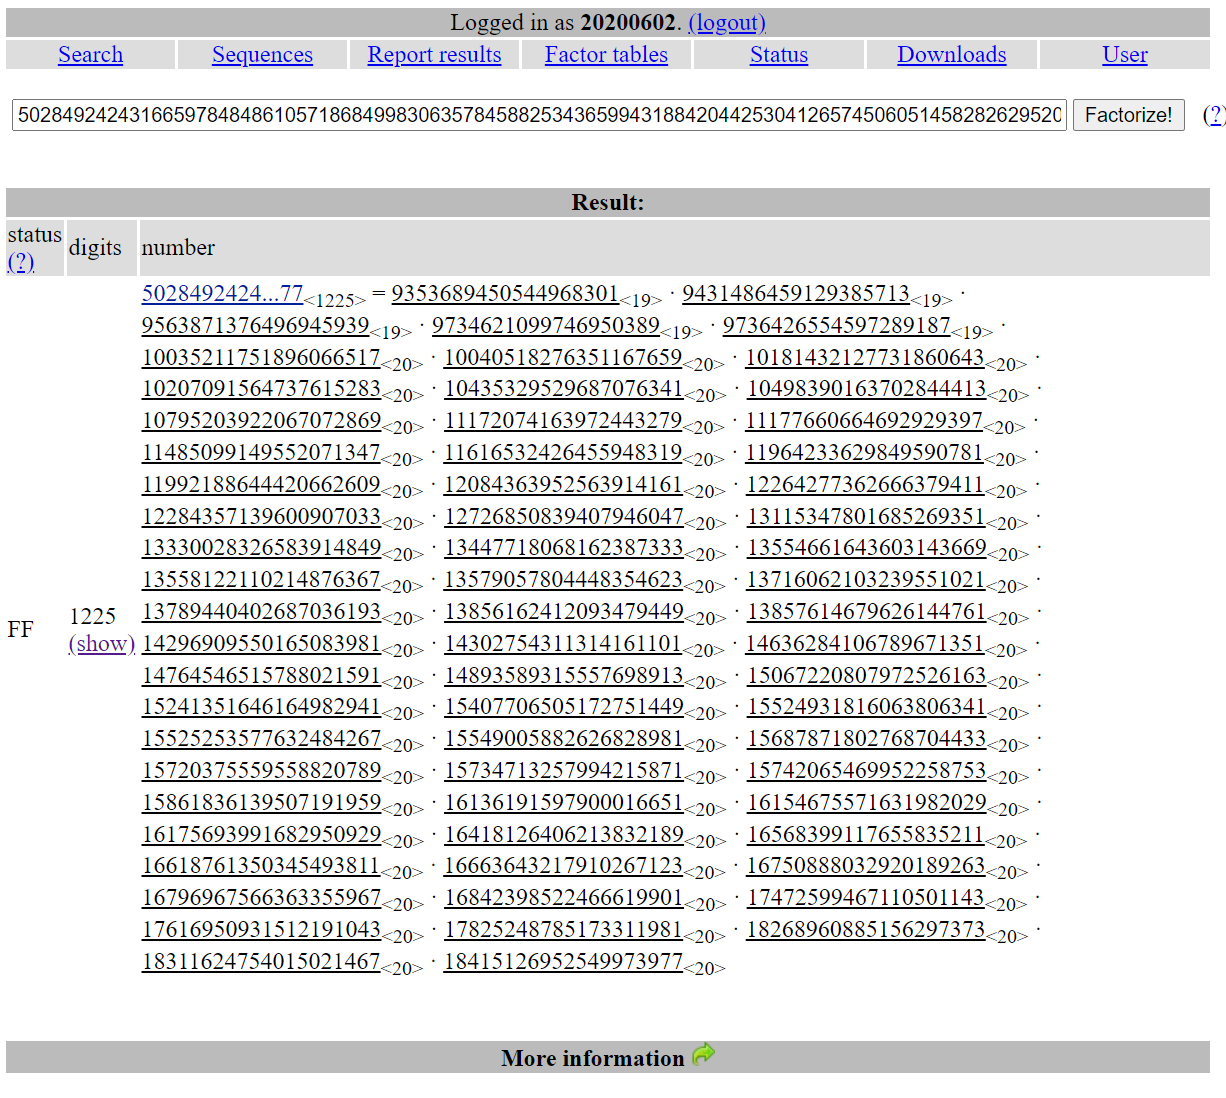 Logged in as 20200602. (logout)
Search Sequences Report results Factor tables Status Downloads User
5028492424316659784848610571868499830635784588253436599431884204425304126574506051458282629520 Factorize! (?)
Result:
status (?) digits number
5028492424...77<1225> = 9353689450544968301<19> · 9431486459129385713<19> ·
9563871376496945939<19> · 9734621099746950389<19> · 9736426554597289187<19> ·
10035211751896066517<20> · 10040518276351167659<20> · 10181432127731860643<20> ·
10207091564737615283<20> · 10435329529687076341<20> · 10498390163702844413<20> ·
10795203922067072869<20> · 11172074163972443279<20> · 11177660664692929397<20> ·
11485099149552071347<20> · 11616532426455948319<20> · 11964233629849590781<20> ·
11992188644420662609<20> · 12084363952563914161<20> · 12264277362666379411<20> ·
12284357139600907033<20> · 12726850839407946047<20> · 13115347801685269351<20> ·
13330028326583914849<20> · 13447718068162387333<20> · 13554661643603143669<20> ·
13558122110214876367<20> · 13579057804448354623<20> · 13716062103239551021<20> ·
FF 1225 (show) 13789440402687036193<20> · 13856162412093479449<20> · 13857614679626144761<20> ·
14296909550165083981<20> · 14302754311314161101<20> · 14636284106789671351<20> ·
14764546515788021591<20> · 14893589315557698913<20> · 15067220807972526163<20> ·
15241351646164982941<20> · 15407706505172751449<20> · 15524931816063806341<20> ·
15525253577632484267<20> · 15549005882626828981<20> · 15687871802768704433<20> ·
15720375559558820789<20> · 15734713257994215871<20> · 15742065469952258753<20> ·
15861836139507191959<20> · 16136191597900016651<20> · 16154675571631982029<20> ·
16175693991682950929<20> · 16418126406213832189<20> · 16568399117655835211<20> ·
16618761350345493811<20> · 16663643217910267123<20> · 16750888032920189263<20> ·
16796967566363355967<20> · 16842398522466619901<20> · 17472599467110501143<20> ·
17616950931512191043<20> · 17825248785173311981<20> · 18268960885156297373<20> ·
18311624754015021467<20> · 18415126952549973977<20>
More information